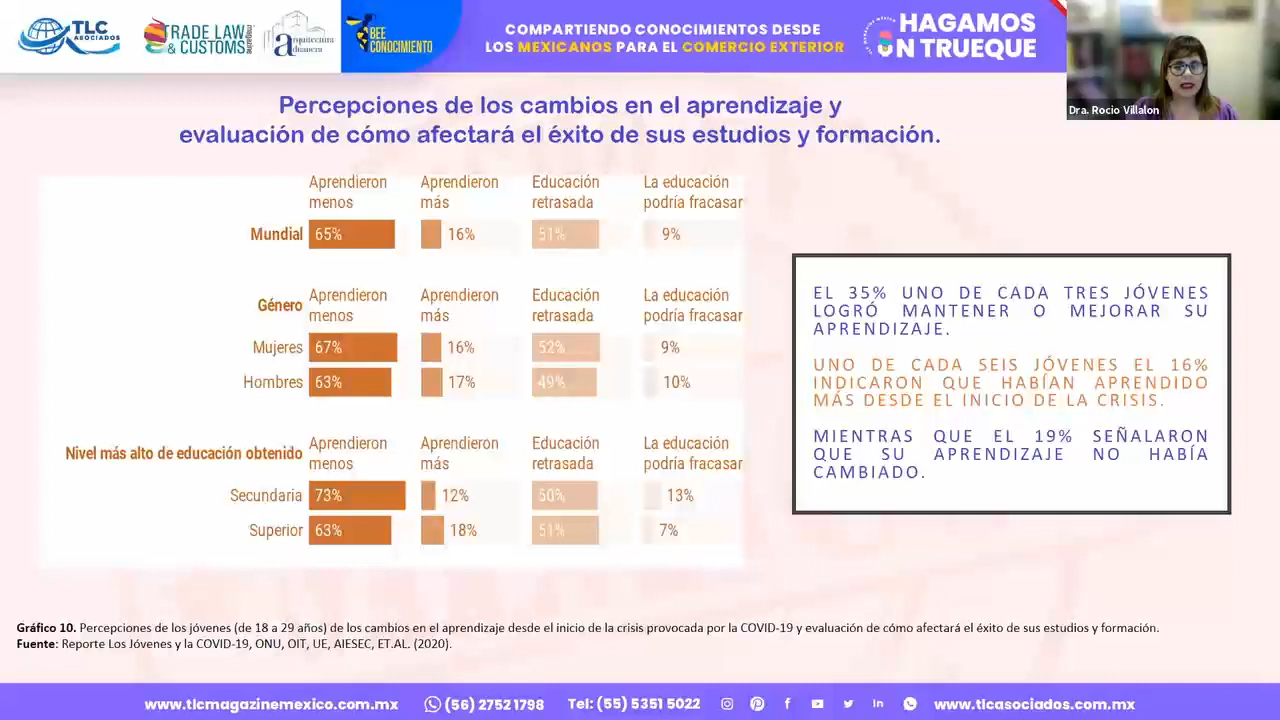 TLC
ASOCIADOS
TRADE LAW
& CUSTOMS
arquitectura
aduanera
BEE
CONOCIMIENTO
COMPARTIENDO CONOCIMIENTOS DESDE
LOS MEXICANOS PARA EL COMERCIO EXTERIOR
HAGAMOS
UN TRUEQUE
Dra. Rocio Villalon
Percepciones de los cambios en el aprendizaje y
evaluación de cómo afectará el éxito de sus estudios y formación.
Aprendieron menos Aprendieron más Educación retrasada La educación podría fracasar
Mundial 65% 16% 51% 9%
Género Aprendieron menos Aprendieron más Educación retrasada La educación podría fracasar
Mujeres 67% 16% 52% 9%
Hombres 63% 17% 49% 10%
Nivel más alto de educación obtenido Aprendieron menos Aprendieron más Educación retrasada La educación podría fracasar
Secundaria 73% 12% 50% 13%
Superior 63% 18% 51% 7%
EL 35% UNO DE CADA TRES JÓVENES
LOGRÓ MANTENER O MEJORAR SU
APRENDIZAJE.
UNO DE CADA SEIS JÓVENES EL 16%
INDICARON QUE HABÍAN APRENDIDO
MÁS DESDE EL INICIO DE LA CRISIS.
MIENTRAS QUE EL 19% SEÑALARON
QUE SU APRENDIZAJE NO HABÍA
CAMBIADO.
Gráfico 10. Percepciones de los jóvenes (de 18 a 29 años) de los cambios en el aprendizaje desde el inicio de la crisis provocada por la COVID-19 y evaluación de cómo afectará el éxito de sus estudios y formación.
Fuente: Reporte Los Jóvenes y la COVID-19, ONU, OIT, UE, AIESEC, ET.AL. (2020).
www.tlcmagazinemexico.com.mx (56) 2752 1798 Tel: (55) 5351 5022 www.tlcasociados.com.mx